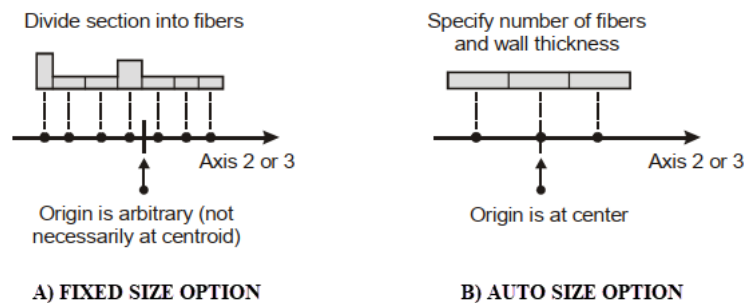 Divide section into fibers
Axis 2 or 3
Origin is arbitrary (not
necessarily at centroid)
A) FIXED SIZE OPTION
Specify number of fibers
and wall thickness
Axis 2 or 3
Origin is at center
B) AUTO SIZE OPTION